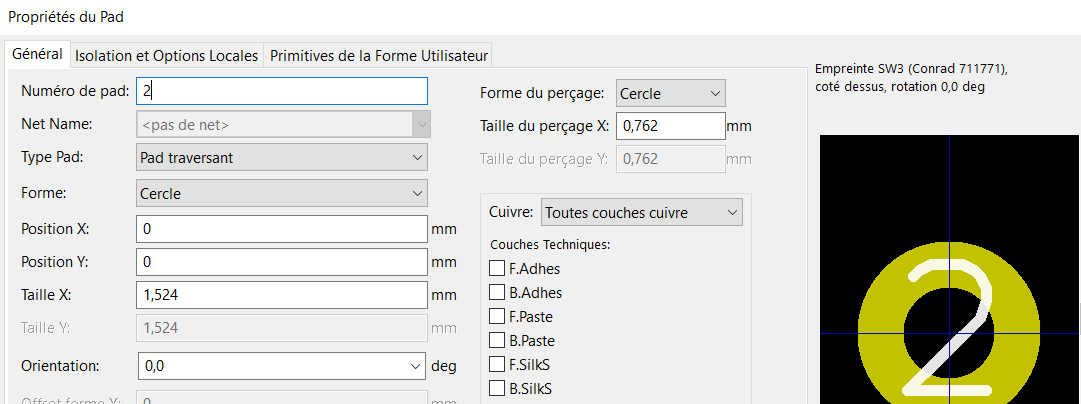 Propriétés du Pad
Général
Isolation et Options Locales
Primitives de la Forme Utilisateur
Numéro de pad: 2
Net Name: <pas de net>
Type Pad: Pad traversant
Forme: Cercle
Position X: 0 mm
Position Y: 0 mm
Taille X: 1,524 mm
Taille Y: 1,524 mm
Orientation: 0,0 deg
Offset forme X: 0 mm
Forme du perçage: Cercle
Taille du perçage X: 0,762 mm
Taille du perçage Y: 0,762 mm
Cuivre: Toutes couches cuivre
Couches Techniques:
F.Adhes
B.Adhes
F.Paste
B.Paste
F.SilkS
B.SilkS
Empreinte SW3 (Conrad 711771),
coté dessus, rotation 0,0 deg
2